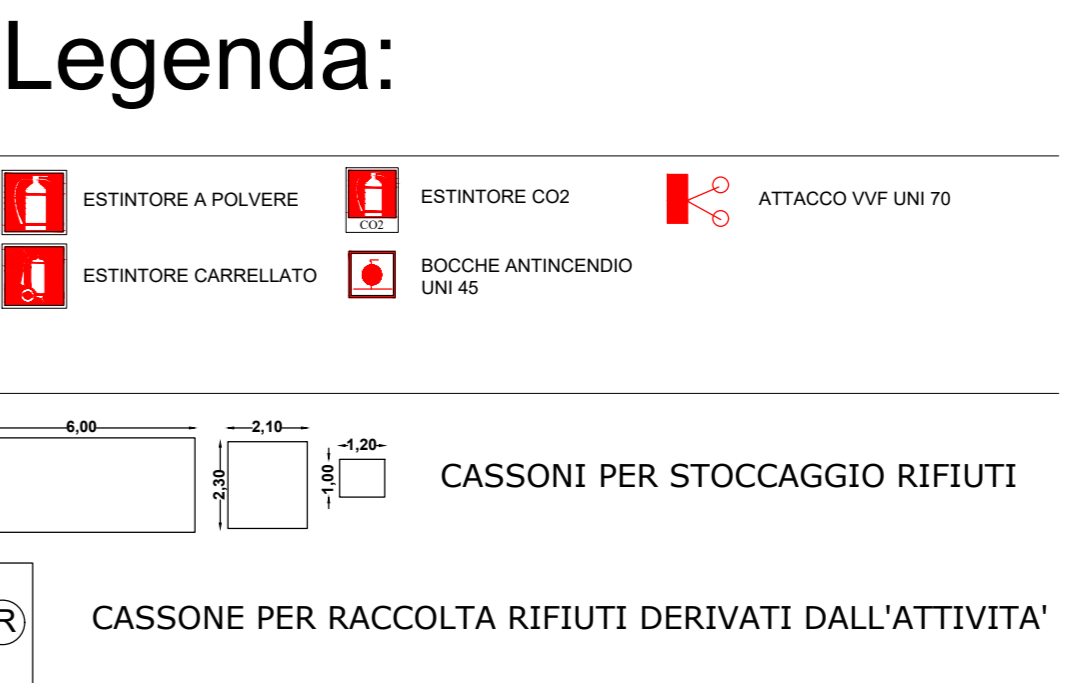 Legenda:
ESTINTORE A POLVERE
CO2
ESTINTORE CO2
ATTACCO VVF UNI 70
ESTINTORE CARRELLATO
BOCCHE ANTINCENDIO
UNI 45
6,00
2,10
2,30
1,20
1,00
CASSONI PER STOCCAGGIO RIFIUTI
R
CASSONE PER RACCOLTA RIFIUTI DERIVATI DALL'ATTIVITA'